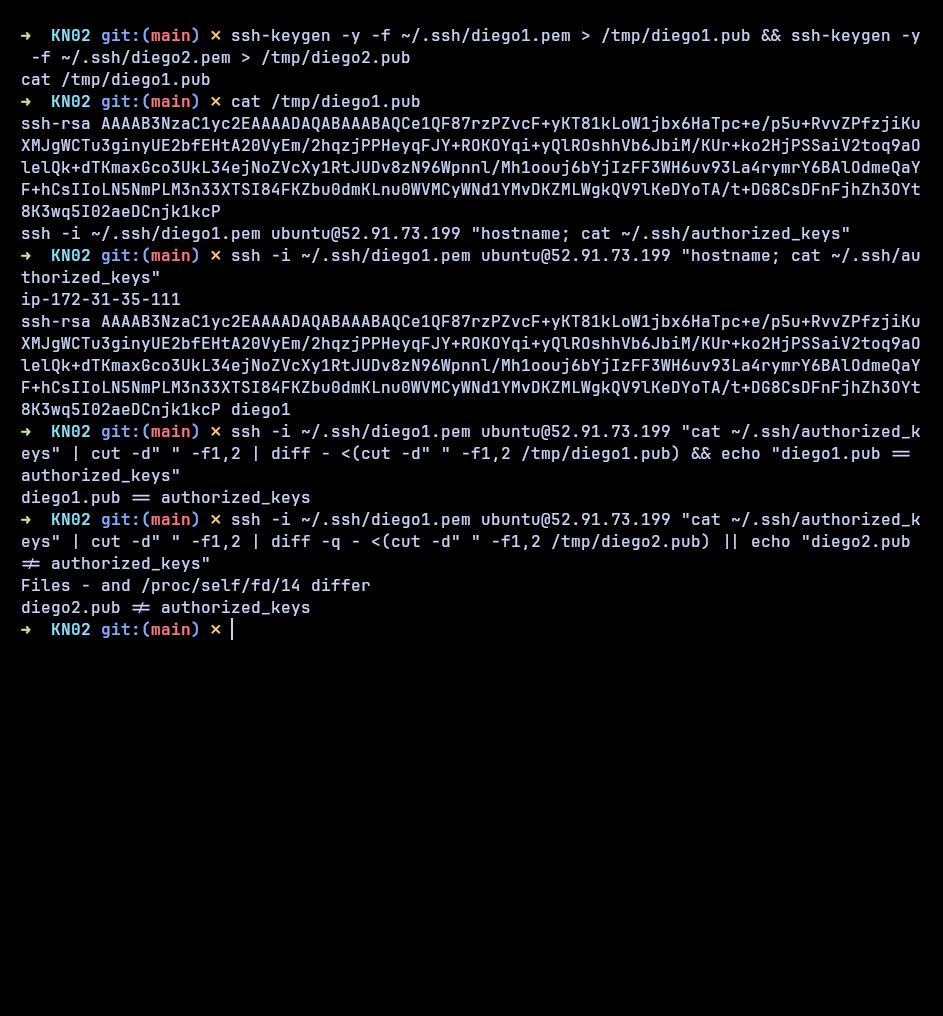 ➜  KN02 git:(main) × ssh-keygen -y -f ~/.ssh/diego1.pem > /tmp/diego1.pub && ssh-keygen -y
 -f ~/.ssh/diego2.pem > /tmp/diego2.pub
cat /tmp/diego1.pub
➜  KN02 git:(main) × cat /tmp/diego1.pub
ssh-rsa AAAAB3NzaC1yc2EAAAADAQABAAABAQCe1QF87rzPZvcF+yKT81kLoW1jbx6HaTpc+e/p5u+RvvZPfzjiKu
XMJgWCTu3ginyUE2bfEHtA20VyEm/2hqzjPPHeyqFJY+ROKOYqi+yQlROshhVb6JbiM/KUr+ko2HjPSSaiV2toq9aO
lelQk+dTKmaxGco3UkL34ejNoZVcXy1RtJUDv8zN96Wpnnl/Mh1oouj6bYjIzFF3WH6uv93La4rymrY6BAlOdmeQaY
F+hCsIIoLN5NmPLM3n33XTSI84FKZbu0dmKLnu0WVMCyWNd1YMvDKZMLWgkQV9lKeDYoTA/t+DG8CsDFnFjhZh3OYt
8K3wq5I02aeDCnjk1kcP
ssh -i ~/.ssh/diego1.pem ubuntu@52.91.73.199 "hostname; cat ~/.ssh/authorized_keys"
➜  KN02 git:(main) × ssh -i ~/.ssh/diego1.pem ubuntu@52.91.73.199 "hostname; cat ~/.ssh/au
thorized_keys"
ip-172-31-35-111
ssh-rsa AAAAB3NzaC1yc2EAAAADAQABAAABAQCe1QF87rzPZvcF+yKT81kLoW1jbx6HaTpc+e/p5u+RvvZPfzjiKu
XMJgWCTu3ginyUE2bfEHtA20VyEm/2hqzjPPHeyqFJY+ROKOYqi+yQlROshhVb6JbiM/KUr+ko2HjPSSaiV2toq9aO
lelQk+dTKmaxGco3UkL34ejNoZVcXy1RtJUDv8zN96Wpnnl/Mh1oouj6bYjIzFF3WH6uv93La4rymrY6BAlOdmeQaY
F+hCsIIoLN5NmPLM3n33XTSI84FKZbu0dmKLnu0WVMCyWNd1YMvDKZMLWgkQV9lKeDYoTA/t+DG8CsDFnFjhZh3OYt
8K3wq5I02aeDCnjk1kcP diego1
➜  KN02 git:(main) × ssh -i ~/.ssh/diego1.pem ubuntu@52.91.73.199 "cat ~/.ssh/authorized_k
eys" | cut -d" " -f1,2 | diff - <(cut -d" " -f1,2 /tmp/diego1.pub) && echo "diego1.pub ==
authorized_keys"
diego1.pub == authorized_keys
➜  KN02 git:(main) × ssh -i ~/.ssh/diego1.pem ubuntu@52.91.73.199 "cat ~/.ssh/authorized_k
eys" | cut -d" " -f1,2 | diff -q - <(cut -d" " -f1,2 /tmp/diego2.pub) || echo "diego2.pub
!= authorized_keys"
Files - and /proc/self/fd/14 differ
diego2.pub != authorized_keys
➜  KN02 git:(main) ×